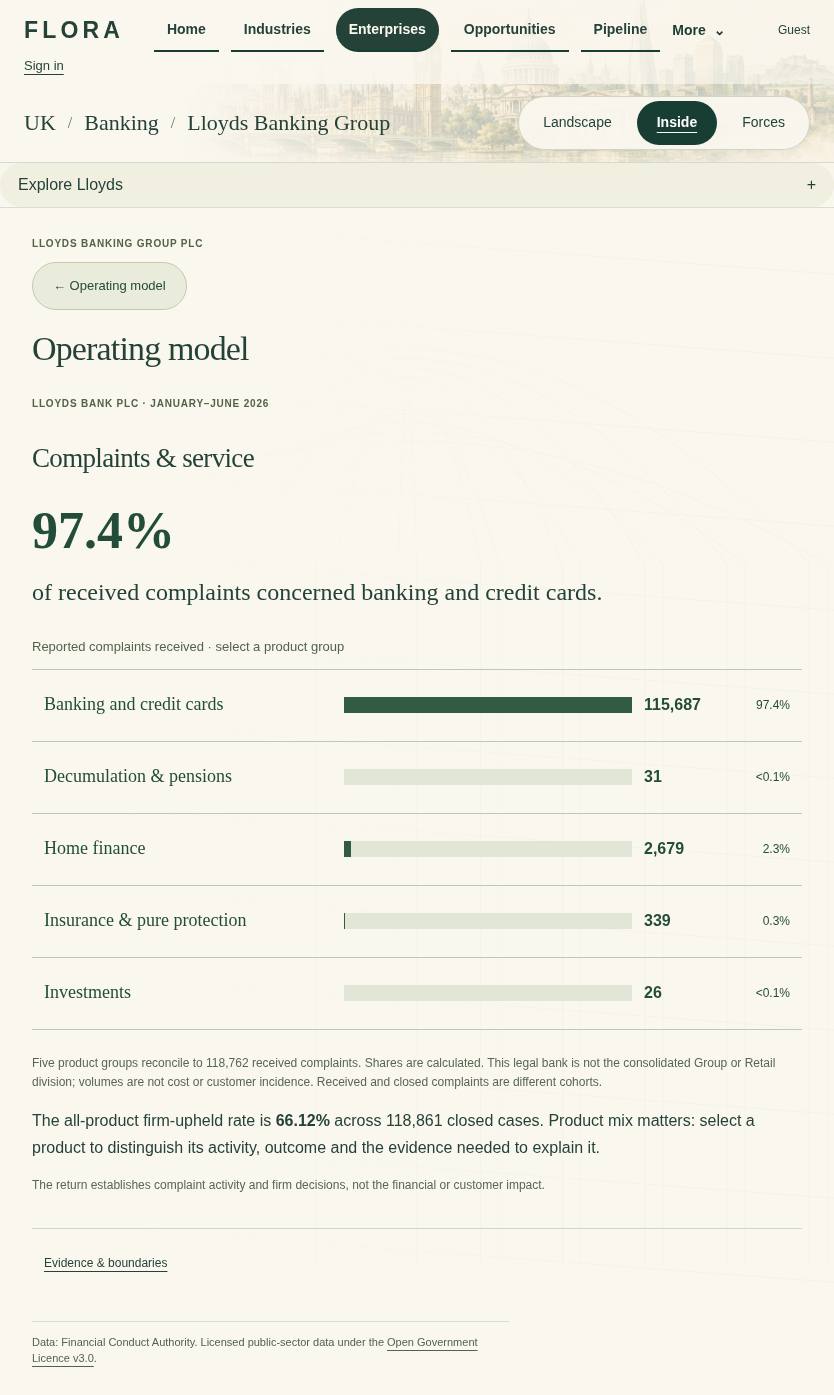 FLORA
Home
Industries
Enterprises
Opportunities
Pipeline
More ⌄
Guest
Sign in
UK / Banking / Lloyds Banking Group
Landscape
Inside
Forces
Explore Lloyds
+
LLOYDS BANKING GROUP PLC
← Operating model
Operating model
LLOYDS BANK PLC · JANUARY–JUNE 2026
Complaints & service
97.4%
of received complaints concerned banking and credit cards.
Reported complaints received · select a product group
Banking and credit cards 115,687 97.4%
Decumulation & pensions 31 <0.1%
Home finance 2,679 2.3%
Insurance & pure protection 339 0.3%
Investments 26 <0.1%
Five product groups reconcile to 118,762 received complaints. Shares are calculated. This legal bank is not the consolidated Group or Retail
division; volumes are not cost or customer incidence. Received and closed complaints are different cohorts.
The all-product firm-upheld rate is 66.12% across 118,861 closed cases. Product mix matters: select a
product to distinguish its activity, outcome and the evidence needed to explain it.
The return establishes complaint activity and firm decisions, not the financial or customer impact.
Evidence & boundaries
Data: Financial Conduct Authority. Licensed public-sector data under the Open Government
Licence v3.0.